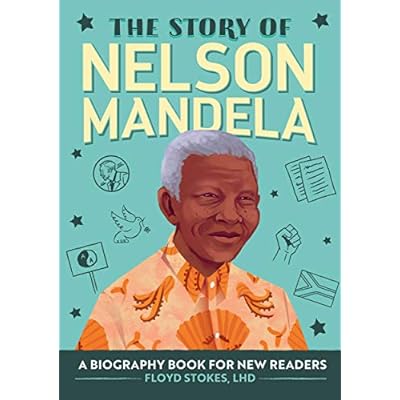 THE STORY OF
NELSON
MANDELA
A BIOGRAPHY BOOK FOR NEW READERS
FLOYD STOKES, LHD